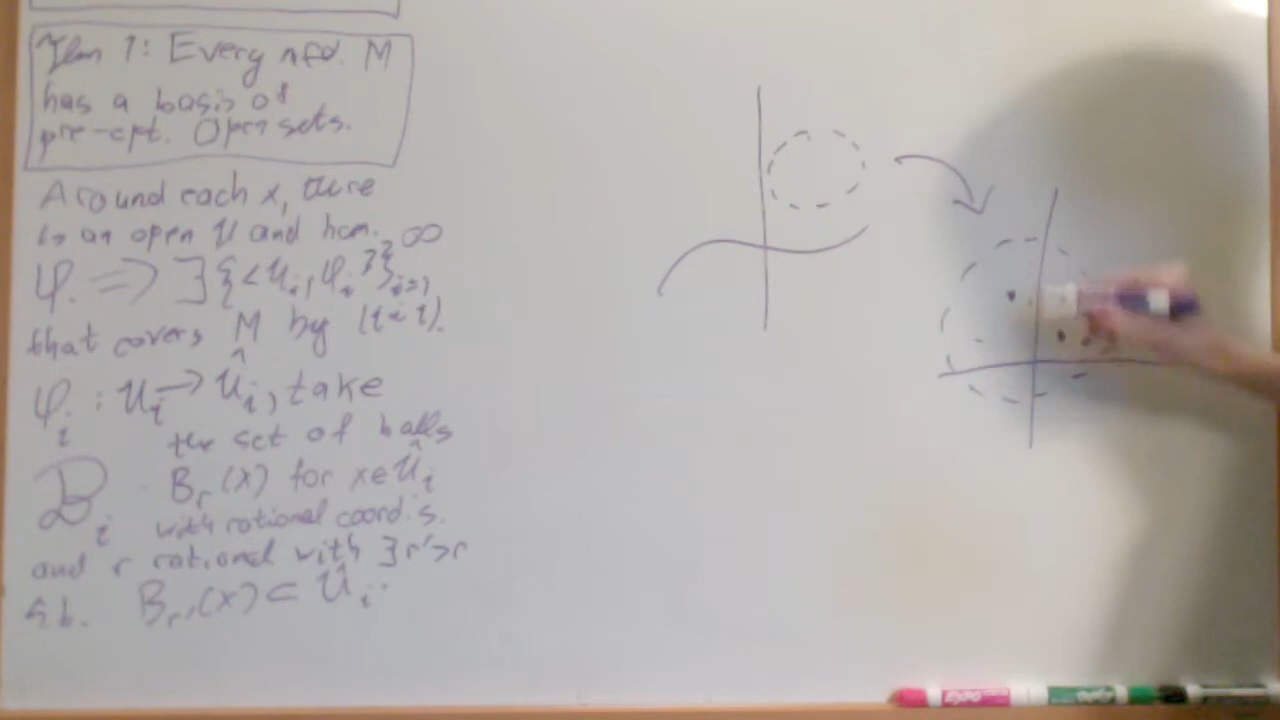 Thm 1: Every mfd. M
has a basis of
pre-cpt. Open sets.
Around each x, there
is an open U and hom.
φ. => ∃{<U_i, φ_i>}_{i=1}^∞
that covers M by
φ_i : U_i → Û_i, take
the set of balls
B_i B_r(x) for x∈Û_i
with rational coord.s.
and r rational with ∃r'>r
s.t. B_r'(x) ⊂ Û_i.